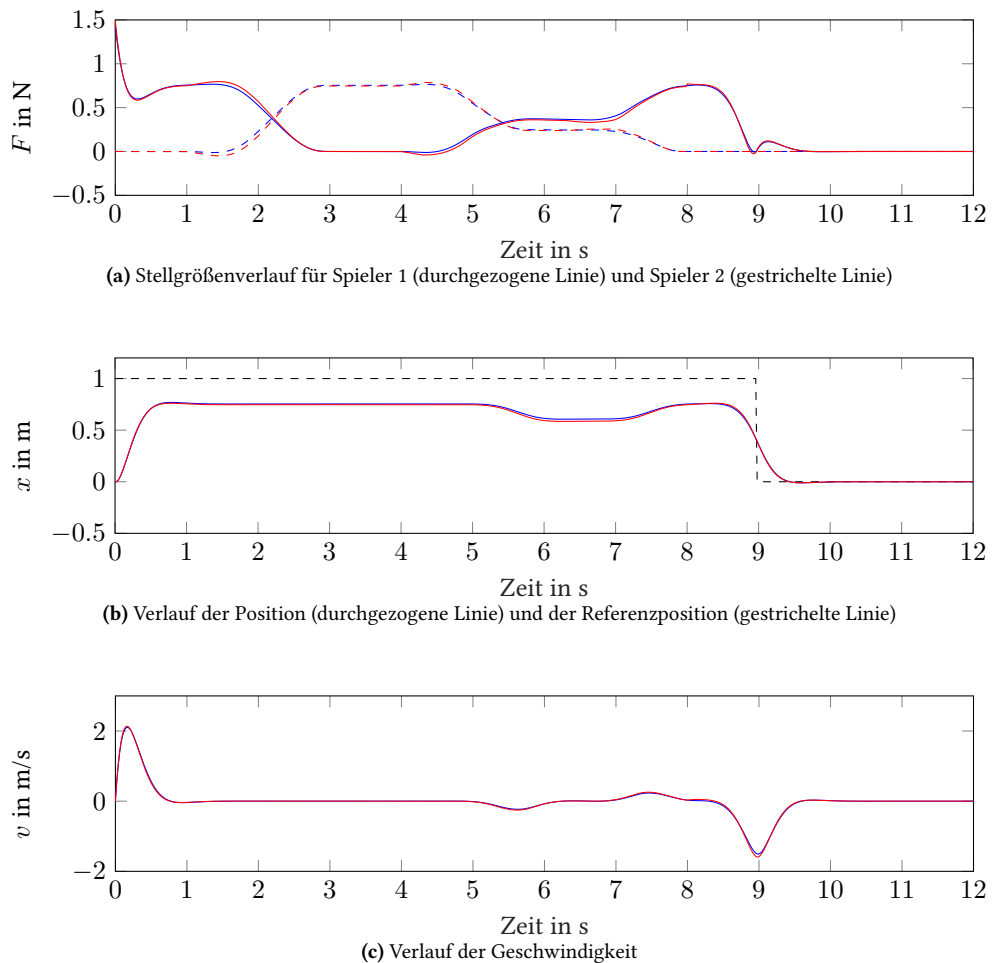 1.5
1
0.5
0
−0.5
F in N
0 1 2 3 4 5 6 7 8 9 10 11 12
Zeit in s
(a) Stellgrößenverlauf für Spieler 1 (durchgezogene Linie) und Spieler 2 (gestrichelte Linie)
1
0.5
0
−0.5
x in m
0 1 2 3 4 5 6 7 8 9 10 11 12
Zeit in s
(b) Verlauf der Position (durchgezogene Linie) und der Referenzposition (gestrichelte Linie)
2
0
−2
v in m/s
0 1 2 3 4 5 6 7 8 9 10 11 12
Zeit in s
(c) Verlauf der Geschwindigkeit